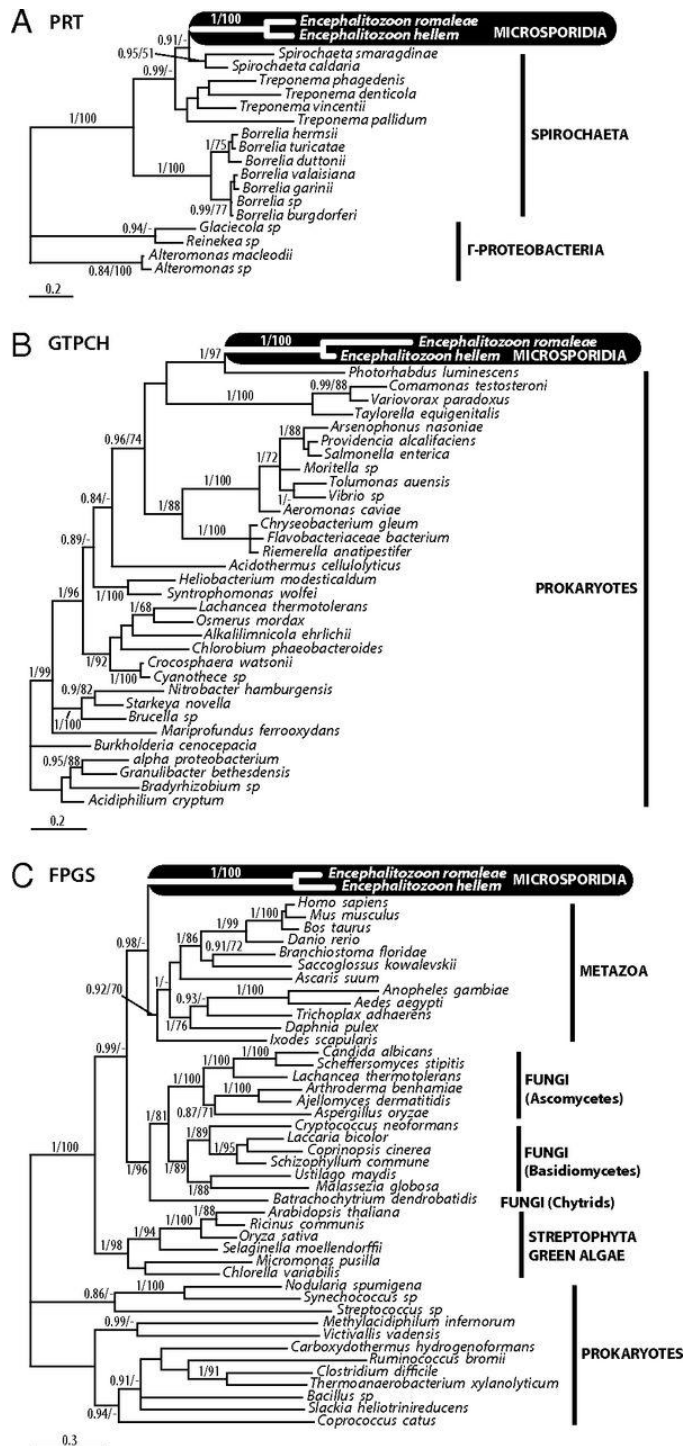 A PRT
1/100
Encephalitozoon romaleae
Encephalitozoon hellem
MICROSPORIDIA
0.91/-
0.95/51
Spirochaeta smaragdinae
Spirochaeta caldaria
0.99/-
Treponema phagedenis
Treponema denticola
Treponema vincentii
1/100
Treponema pallidum
SPIROCHAETA
Borrelia hermsii
1/75
Borrelia turicatae
Borrelia duttonii
1/100
Borrelia valaisiana
Borrelia garinii
Borrelia sp
0.99/77
Borrelia burgdorferi
Glaciecola sp
0.94/-
Reinekea sp
Γ-PROTEOBACTERIA
Alteromonas macleodii
0.84/100
Alteromonas sp
0.2
B GTPCH
1/100
Encephalitozoon romaleae
1/97
Encephalitozoon hellem
MICROSPORIDIA
Photorhabdus luminescens
0.99/88
Comamonas testosteroni
1/100
Variovorax paradoxus
Taylorella equigenitalis
Arsenophonus nasoniae
1/88
0.96/74
Providencia alcalifaciens
Salmonella enterica
1/72
Moritella sp
0.84/-
1/100
Tolumonas auensis
1/-
Vibrio sp
1/88
Aeromonas caviae
Chryseobacterium gleum
1/100
Flavobacteriaceae bacterium
0.89/-
Riemerella anatipestifer
Acidothermus cellulolyticus
Heliobacterium modesticaldum
1/96
1/100
Syntrophomonas wolfei
PROKARYOTES
1/68
Lachancea thermotolerans
Osmerus mordax
Alkalilimnicola ehrlichii
Chlorobium phaeobacteroides
1/92
Crocosphaera watsonii
1/99
1/100
Cyanothece sp
0.9/82
Nitrobacter hamburgensis
Starkeya novella
1/100
Brucella sp
Mariprofundus ferrooxydans
Burkholderia cenocepacia
0.95/88
alpha proteobacterium
Granulibacter bethesdensis
Bradyrhizobium sp
Acidiphilium cryptum
0.2
C FPGS
1/100
Encephalitozoon romaleae
Encephalitozoon hellem
MICROSPORIDIA
Homo sapiens
1/100
Mus musculus
1/99
Bos taurus
1/86
Danio rerio
0.98/-
0.91/72
Branchiostoma floridae
Saccoglossus kowalevskii
METAZOA
1/-
Ascaris suum
0.92/70
1/100
Anopheles gambiae
0.93/-
Aedes aegypti
Trichoplax adhaerens
1/76
Daphnia pulex
0.99/-
Ixodes scapularis
1/100
Candida albicans
1/100
Scheffersomyces stipitis
1/100
Lachancea thermotolerans
FUNGI
(Ascomycetes)
1/100
Arthroderma benhamiae
Ajellomyces dermatitidis
0.87/71
Aspergillus oryzae
1/81
Cryptococcus neoformans
1/89
Laccaria bicolor
1/100
1/95
Coprinopsis cinerea
FUNGI
(Basidiomycetes)
1/96
1/89
Schizophyllum commune
Ustilago maydis
1/88
Malassezia globosa
Batrachochytrium dendrobatidis
FUNGI (Chytrids)
1/88
Arabidopsis thaliana
1/100
Ricinus communis
1/94
Oryza sativa
STREPTOPHYTA
GREEN ALGAE
Selaginella moellendorffii
1/98
Micromonas pusilla
Chlorella variabilis
1/100
Nodularia spumigena
0.86/-
Synechococcus sp
Streptococcus sp
0.99/-
Methylacidiphilum infernorum
Victivallis vadensis
PROKARYOTES
Carboxydothermus hydrogenoformans
Ruminococcus bromii
0.91/-
1/91
Clostridium difficile
Thermoanaerobacterium xylanolyticum
Bacillus sp
0.94/-
Slackia heliotrinireducens
Coprococcus catus
0.3